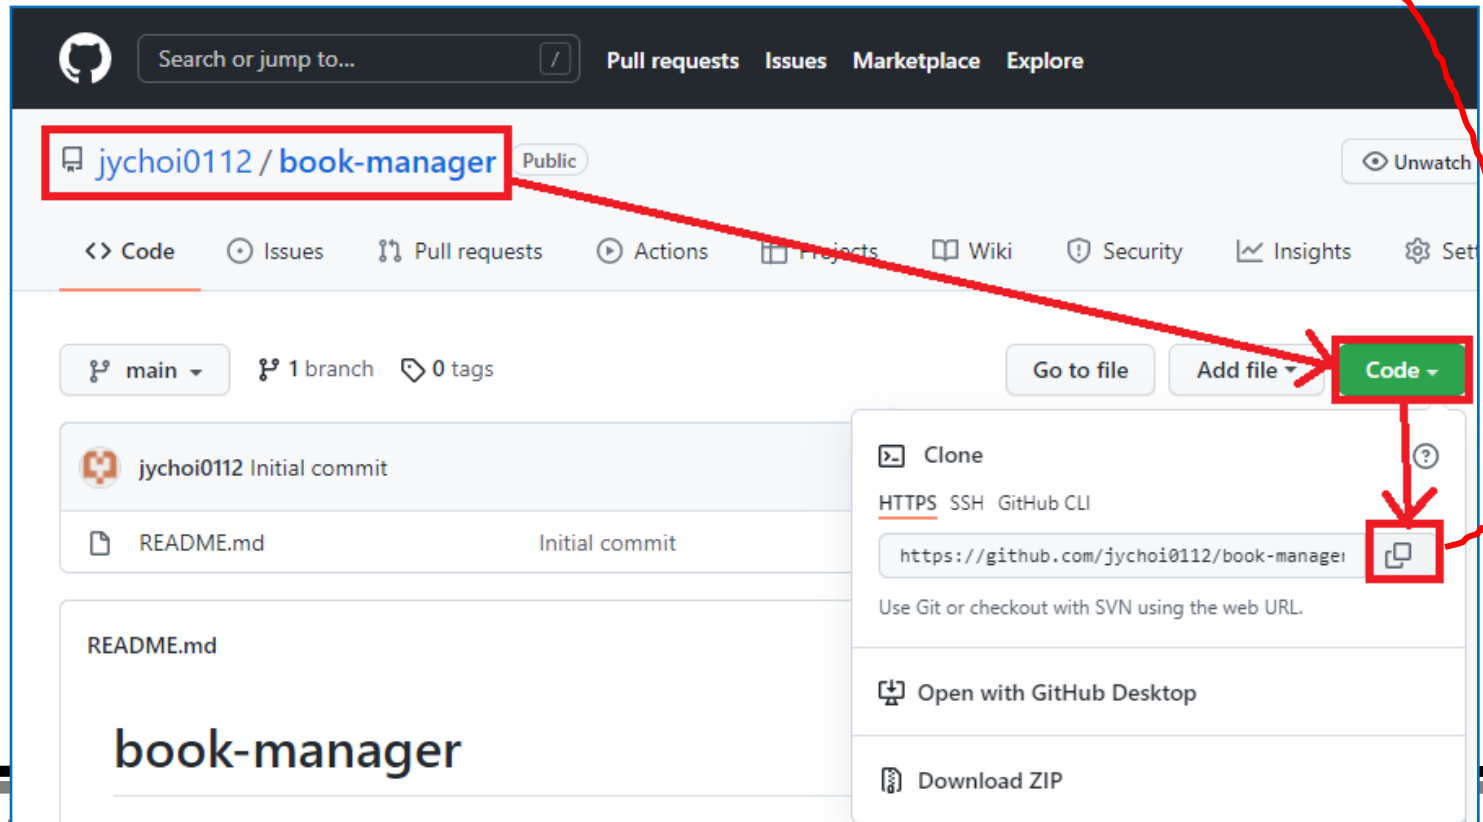 Search or jump to... / Pull requests Issues Marketplace Explore
jychoi0112 / book-manager Public Unwatch
<> Code Issues Pull requests Actions Projects Wiki Security Insights
main 1 branch 0 tags Go to file Add file Code
jychoi0112 Initial commit
README.md Initial commit
Clone
HTTPS SSH GitHub CLI
https://github.com/jychoi0112/book-manager
Use Git or checkout with SVN using the web URL.
Open with GitHub Desktop
Download ZIP
README.md
book-manager